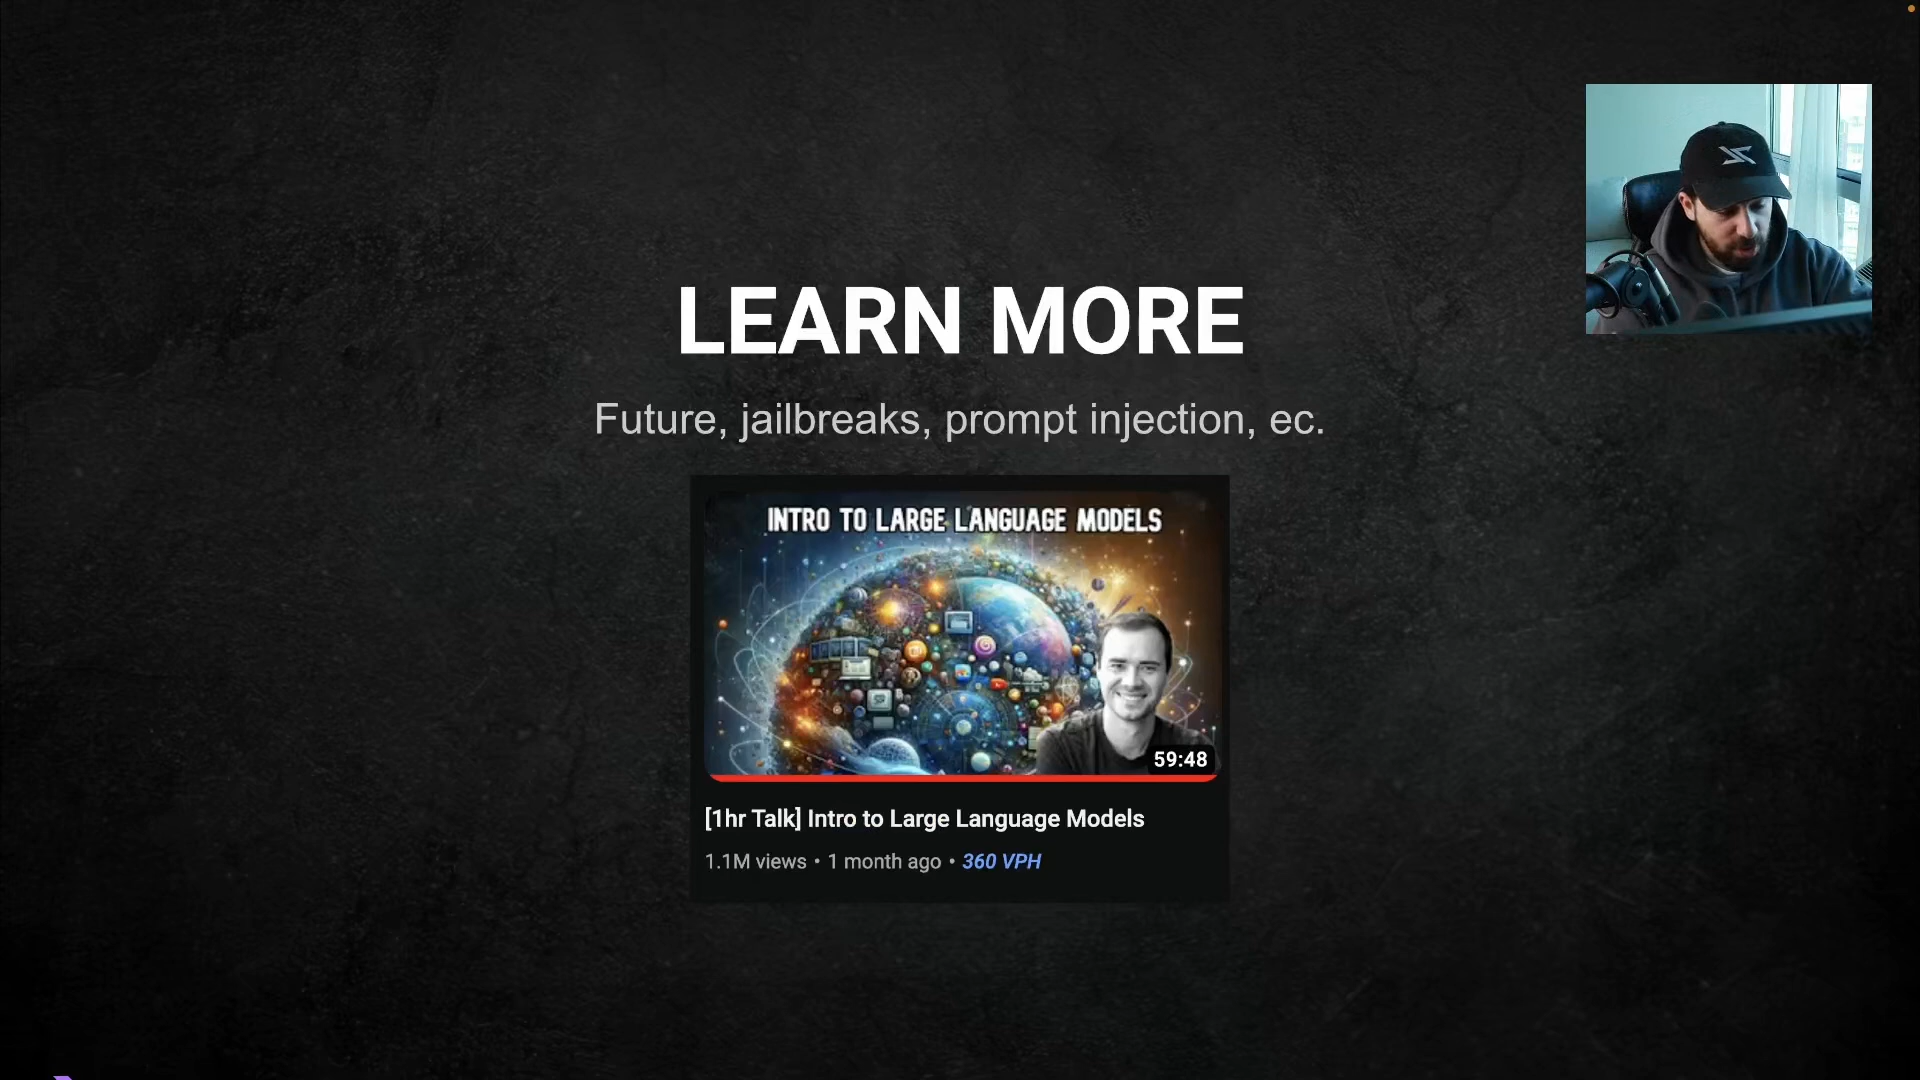 LEARN MORE
Future, jailbreaks, prompt injection, ec.
INTRO TO LARGE LANGUAGE MODELS
59:48
[1hr Talk] Intro to Large Language Models
1.1M views • 1 month ago • 360 VPH